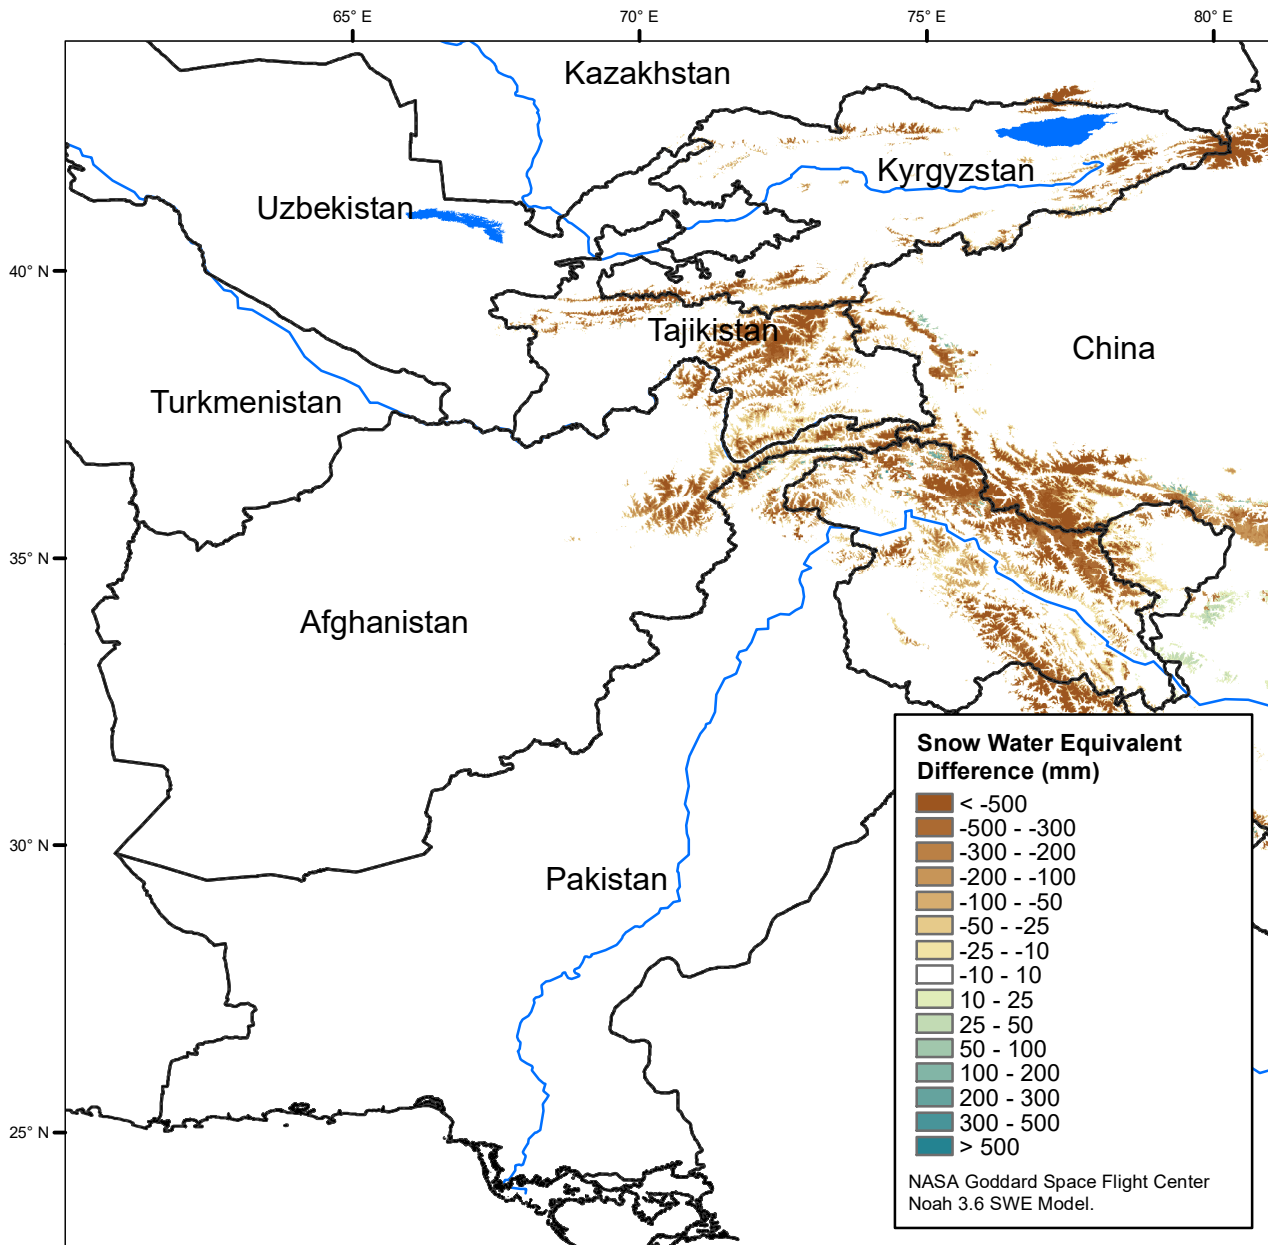 65° E
70° E
75° E
80° E
Kazakhstan
Kyrgyzstan
Uzbekistan
40° N
Tajikistan
China
Turkmenistan
35° N
Afghanistan
Snow Water Equivalent
Difference (mm)
< -500
-500 - -300
-300 - -200
-200 - -100
-100 - -50
-50 - -25
-25 - -10
-10 - 10
10 - 25
25 - 50
50 - 100
100 - 200
200 - 300
300 - 500
> 500
NASA Goddard Space Flight Center
Noah 3.6 SWE Model.
30° N
Pakistan
25° N